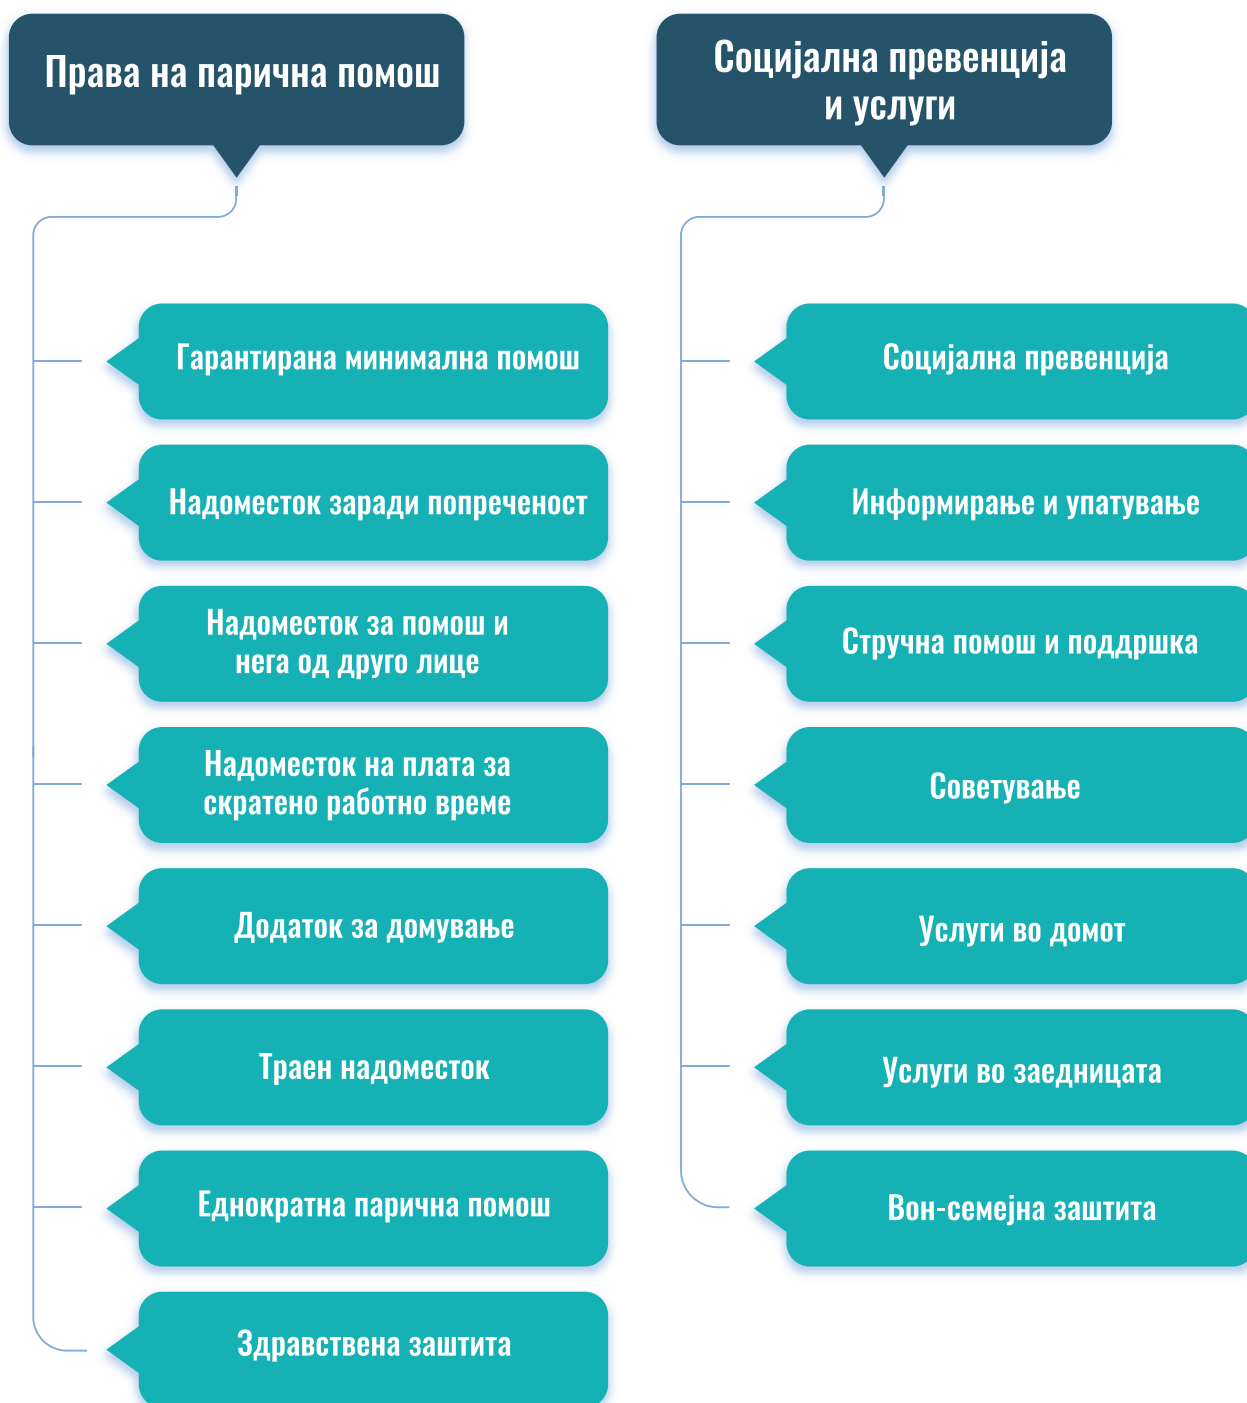 Права на парична помош
Гарантирана минимална помош
Надоместок заради попреченост
Надоместок за помош и
нега од друго лице
Надоместок на плата за
скратено работно време
Додаток за домување
Траен надоместок
Еднократна парична помош
Здравствена заштита
Социјална превенција
и услуги
Социјална превенција
Информирање и упатување
Стручна помош и поддршка
Советување
Услуги во домот
Услуги во заедницата
Вон-семејна заштита